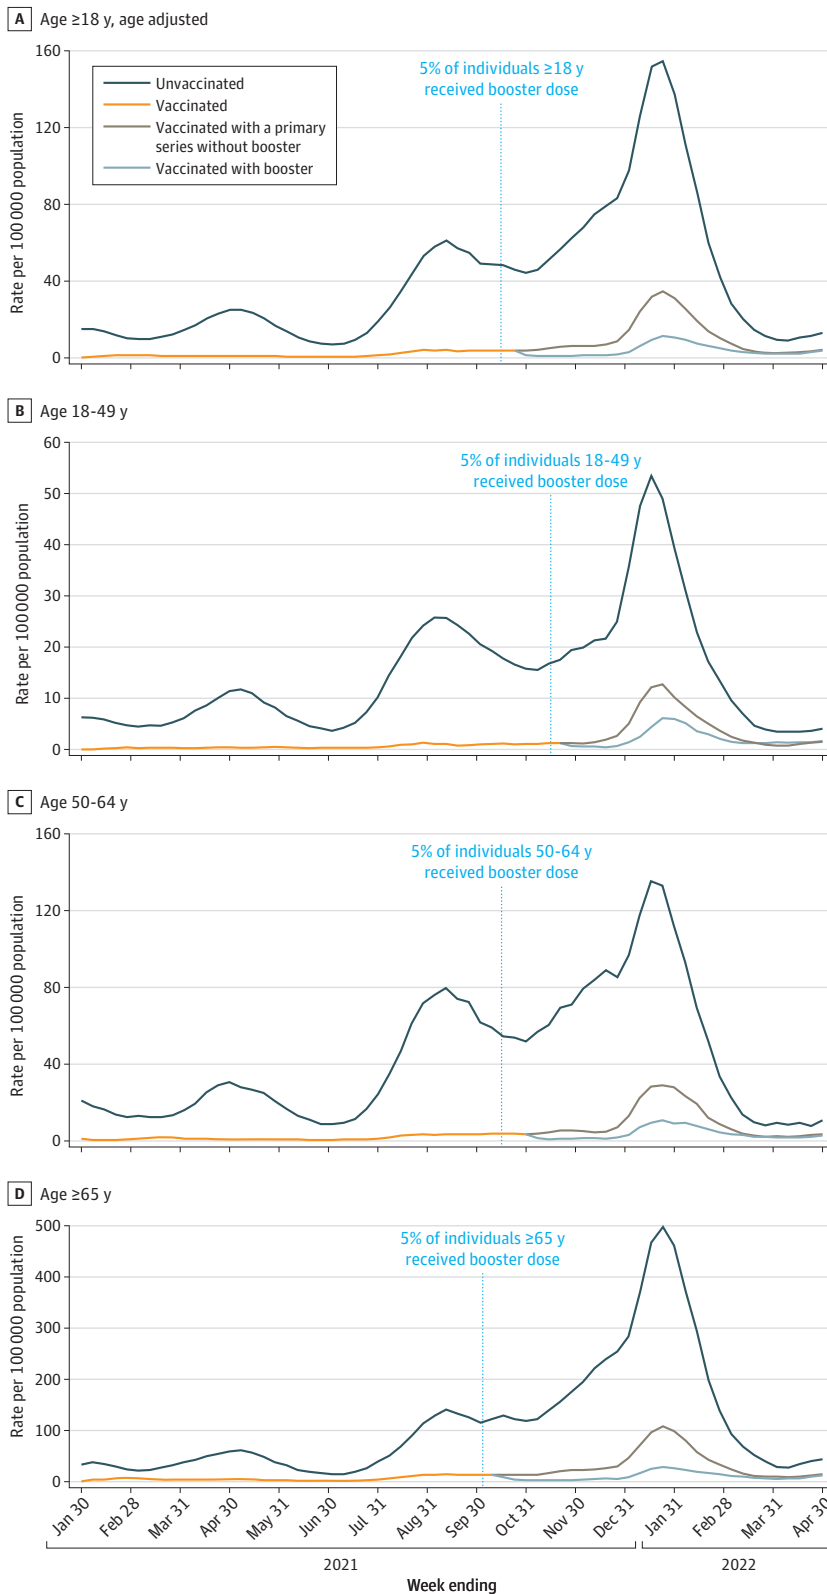 A Age ≥18 y, age adjusted
160
120
80
40
0
Rate per 100 000 population
Unvaccinated
Vaccinated
Vaccinated with a primary
series without booster
Vaccinated with booster
5% of individuals ≥18 y
received booster dose
B Age 18-49 y
60
50
40
30
20
10
0
Rate per 100 000 population
5% of individuals 18-49 y
received booster dose
C Age 50-64 y
160
120
80
40
0
Rate per 100 000 population
5% of individuals 50-64 y
received booster dose
D Age ≥65 y
500
400
300
200
100
0
Rate per 100 000 population
5% of individuals ≥65 y
received booster dose
Jan 30
Feb 28
Mar 31
Apr 30
May 31
Jun 30
Jul 31
Aug 31
Sep 30
Oct 31
Nov 30
Dec 31
Jan 31
Feb 28
Mar 31
Apr 30
2021
2022
Week ending